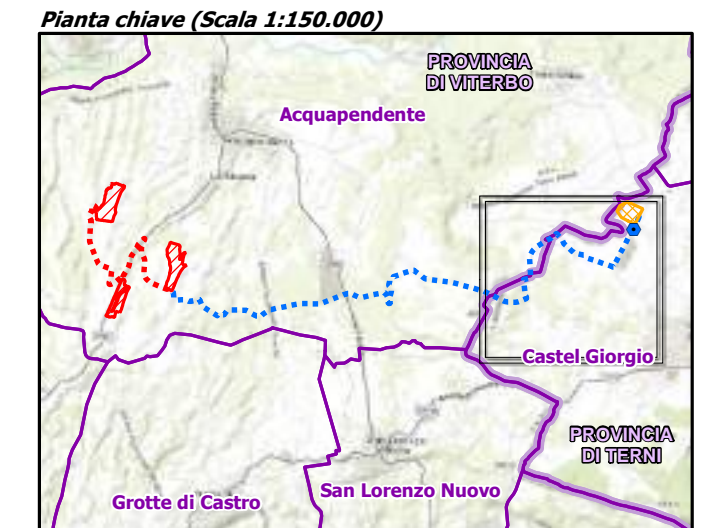 Pianta chiave (Scala 1:150.000)
PROVINCIA
DI VITERBO
Acquapendente
Castel Giorgio
PROVINCIA
DI TERNI
San Lorenzo Nuovo
Grotte di Castro